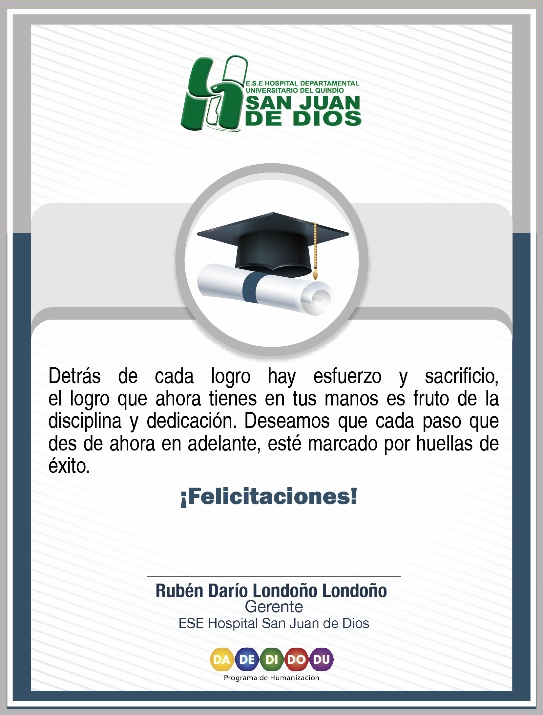 E.S.E HOSPITAL DEPARTAMENTAL
UNIVERSITARIO DEL QUINDÍO
SAN JUAN
DE DIOS
Detrás de cada logro hay esfuerzo y sacrificio,
el logro que ahora tienes en tus manos es fruto de la
disciplina y dedicación. Deseamos que cada paso que
des de ahora en adelante, esté marcado por huellas de
éxito.
¡Felicitaciones!
Rubén Darío Londoño Londoño
Gerente
ESE Hospital San Juan de Dios
DA DE DI DO DU
Programa de Humanización